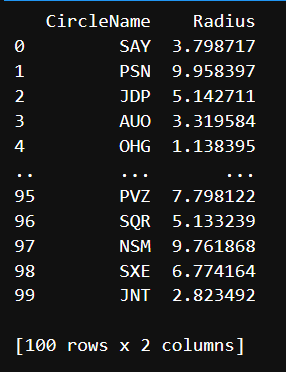 CircleName Radius
0 SAY 3.798717
1 PSN 9.958397
2 JDP 5.142711
3 AUO 3.319584
4 OHG 1.138395
.. ... ...
95 PVZ 7.798122
96 SQR 5.133239
97 NSM 9.761868
98 SXE 6.774164
99 JNT 2.823492
[100 rows x 2 columns]